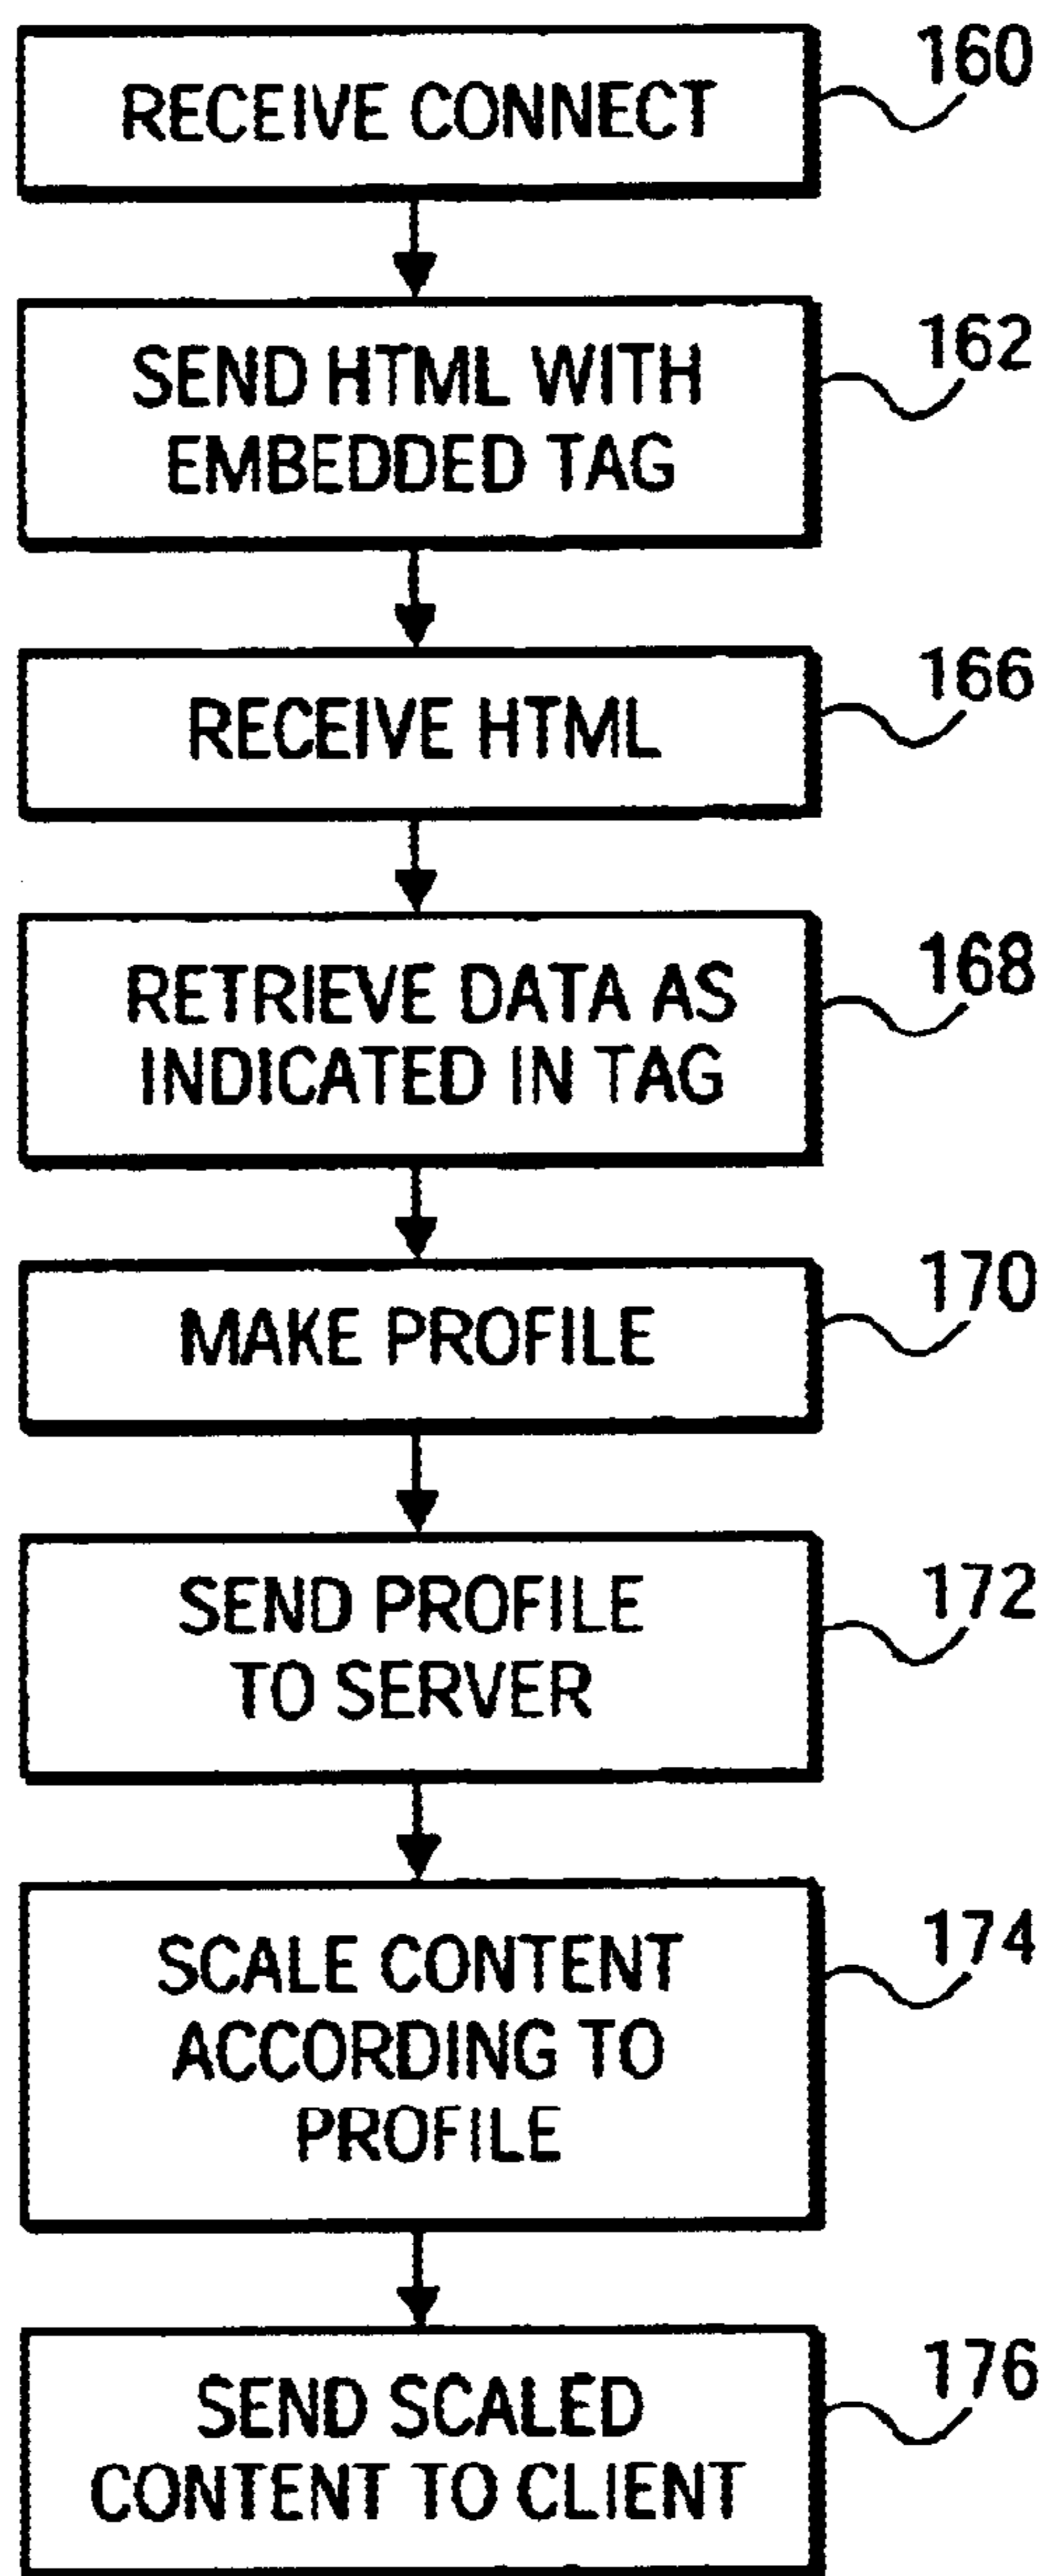 RECEIVE CONNECT
160
SEND HTML WITH
EMBEDDED TAG
162
RECEIVE HTML
166
RETRIEVE DATA AS
INDICATED IN TAG
168
MAKE PROFILE
170
SEND PROFILE
TO SERVER
172
SCALE CONTENT
ACCORDING TO
PROFILE
174
SEND SCALED
CONTENT TO CLIENT
176